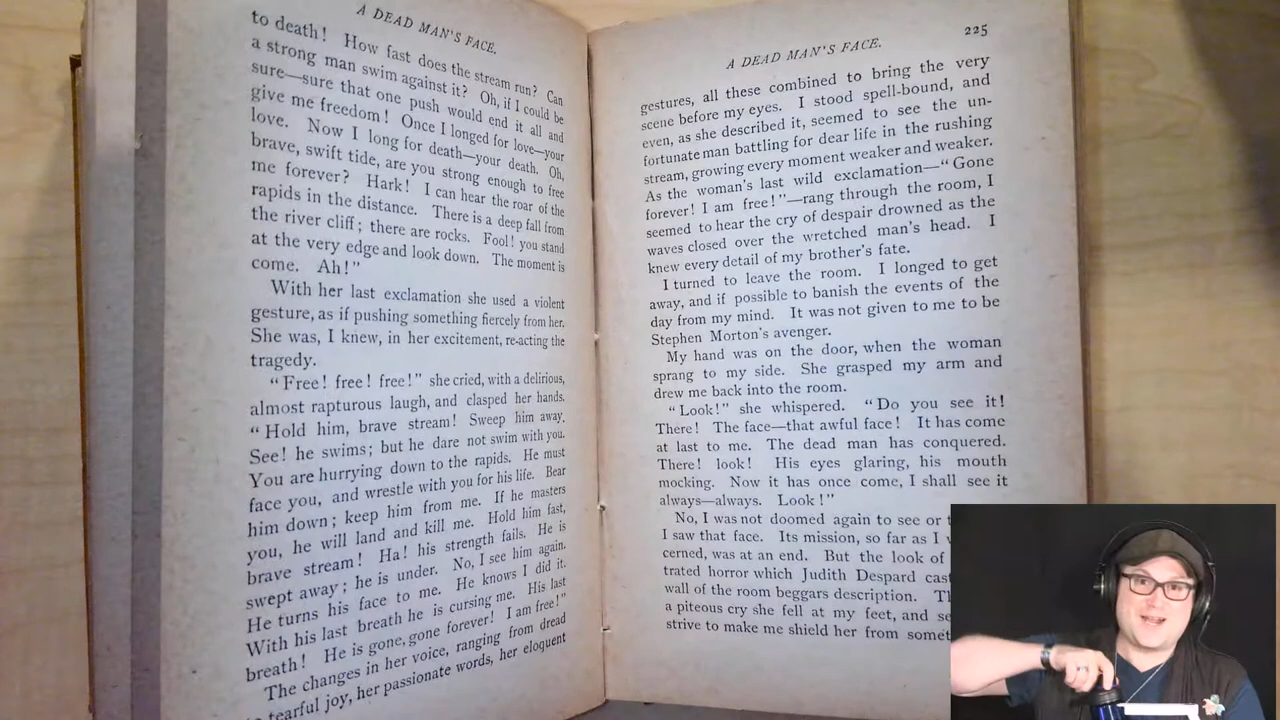 A DEAD MAN'S FACE.
to death! How fast does the stream run? Can
a strong man swim against it? Oh, if I could be
sure—sure that one push would end it all and
give me freedom! Once I longed for love—your
love. Now I long for death—your death. Oh,
brave, swift tide, are you strong enough to free
me forever? Hark! I can hear the roar of the
rapids in the distance. There is a deep fall from
the river cliff; there are rocks. Fool! you stand
at the very edge and look down. The moment is
come. Ah!"
With her last exclamation she used a violent
gesture, as if pushing something fiercely from her.
She was, I knew, in her excitement, re-acting the
tragedy.
"Free! free! free!" she cried, with a delirious,
almost rapturous laugh, and clasped her hands.
"Hold him, brave stream! Sweep him away.
See! he swims; but he dare not swim with you.
You are hurrying down to the rapids. He must
face you, and wrestle with you for his life. Bear
him down; keep him from me. If he masters
you, he will land and kill me. Hold him fast,
brave stream! Ha! his strength fails. He is
swept away; he is under. No, I see him again.
He turns his face to me. He knows I did it.
With his last breath he is cursing me. His last
breath! He is gone, gone forever! I am free!"
The changes in her voice, ranging from dread
tearful joy, her passionate words, her eloquent
A DEAD MAN'S FACE.
225
gestures, all these combined to bring the very
scene before my eyes. I stood spell-bound, and
even, as she described it, seemed to see the un-
fortunate man battling for dear life in the rushing
stream, growing every moment weaker and weaker.
As the woman's last wild exclamation—"Gone
forever! I am free!"—rang through the room, I
seemed to hear the cry of despair drowned as the
waves closed over the wretched man's head. I
knew every detail of my brother's fate.
I turned to leave the room. I longed to get
away, and if possible to banish the events of the
day from my mind. It was not given to me to be
Stephen Morton's avenger.
My hand was on the door, when the woman
sprang to my side. She grasped my arm and
drew me back into the room.
"Look!" she whispered. "Do you see it!
There! The face—that awful face! It has come
at last to me. The dead man has conquered.
There! look! His eyes glaring, his mouth
mocking. Now it has once come, I shall see it
always—always. Look!"
No, I was not doomed again to see or
I saw that face. Its mission, so far as I
cerned, was at an end. But the look of
trated horror which Judith Despard cast
wall of the room beggars description.
a piteous cry she fell at my feet, and
strive to make me shield her from